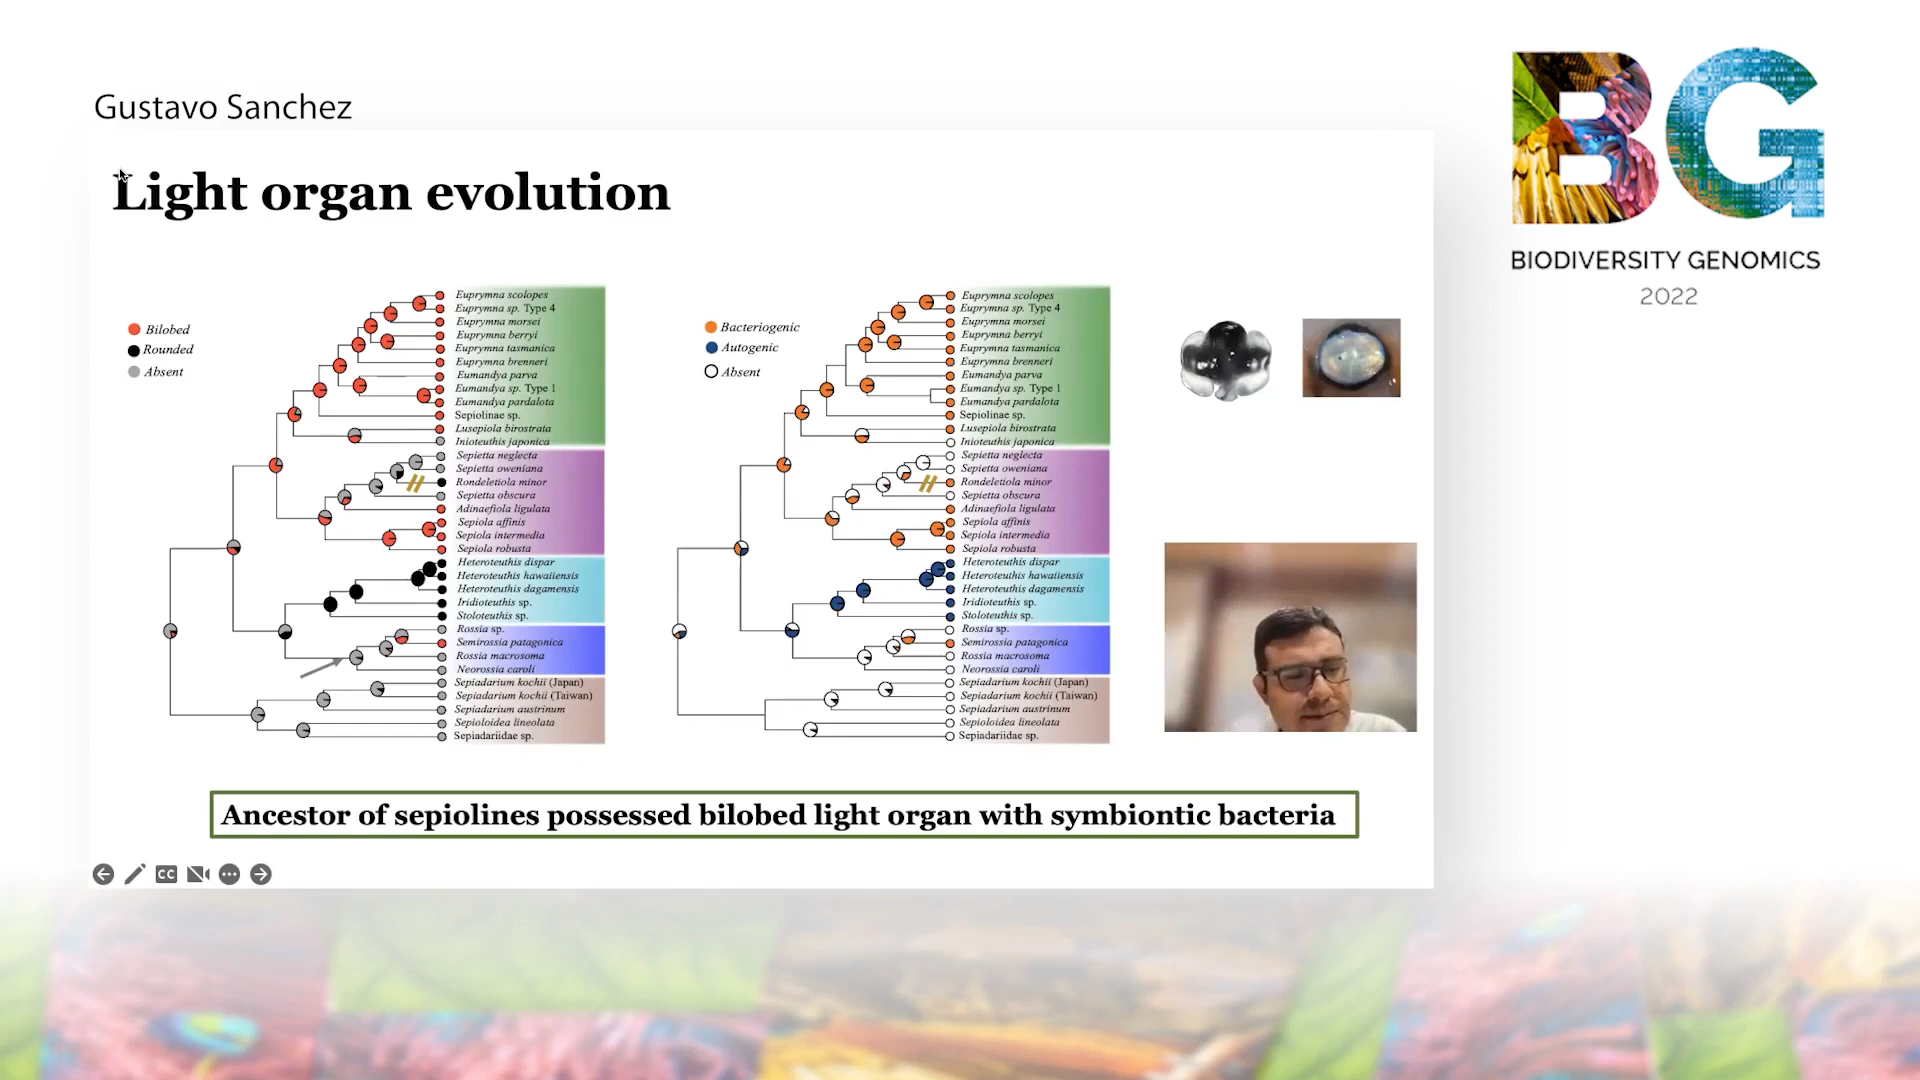 Gustavo Sanchez
BG
BIODIVERSITY GENOMICS
2022
Light organ evolution
Bilobed
Rounded
Absent
Euprymna scolopes
Euprymna sp. Type 4
Euprymna morsei
Euprymna berryi
Euprymna tasmanica
Euprymna brenneri
Eumandya parva
Eumandya sp. Type 1
Eumandya pardalota
Sepiolinae sp.
Lusepiola birostrata
Inioteuthis japonica
Sepietta neglecta
Sepietta oweniana
Rondeletiola minor
Sepietta obscura
Adinaefiola ligulata
Sepiola affinis
Sepiola intermedia
Sepiola robusta
Heteroteuthis dispar
Heteroteuthis hawaiiensis
Heteroteuthis dagamensis
Iridioteuthis sp.
Stoloteuthis sp.
Rossia sp.
Semirossia patagonica
Rossia macrosoma
Neorossia caroli
Sepiadarium kochii (Japan)
Sepiadarium kochii (Taiwan)
Sepiadarium austrinum
Sepioloidea lineolata
Sepiadariidae sp.
Bacteriogenic
Autogenic
Absent
Euprymna scolopes
Euprymna sp. Type 4
Euprymna morsei
Euprymna berryi
Euprymna tasmanica
Euprymna brenneri
Eumandya parva
Eumandya sp. Type 1
Eumandya pardalota
Sepiolinae sp.
Lusepiola birostrata
Inioteuthis japonica
Sepietta neglecta
Sepietta oweniana
Rondeletiola minor
Sepietta obscura
Adinaefiola ligulata
Sepiola affinis
Sepiola intermedia
Sepiola robusta
Heteroteuthis dispar
Heteroteuthis hawaiiensis
Heteroteuthis dagamensis
Iridioteuthis sp.
Stoloteuthis sp.
Rossia sp.
Semirossia patagonica
Rossia macrosoma
Neorossia caroli
Sepiadarium kochii (Japan)
Sepiadarium kochii (Taiwan)
Sepiadarium austrinum
Sepioloidea lineolata
Sepiadariidae sp.
Ancestor of sepiolines possessed bilobed light organ with symbiontic bacteria
CC